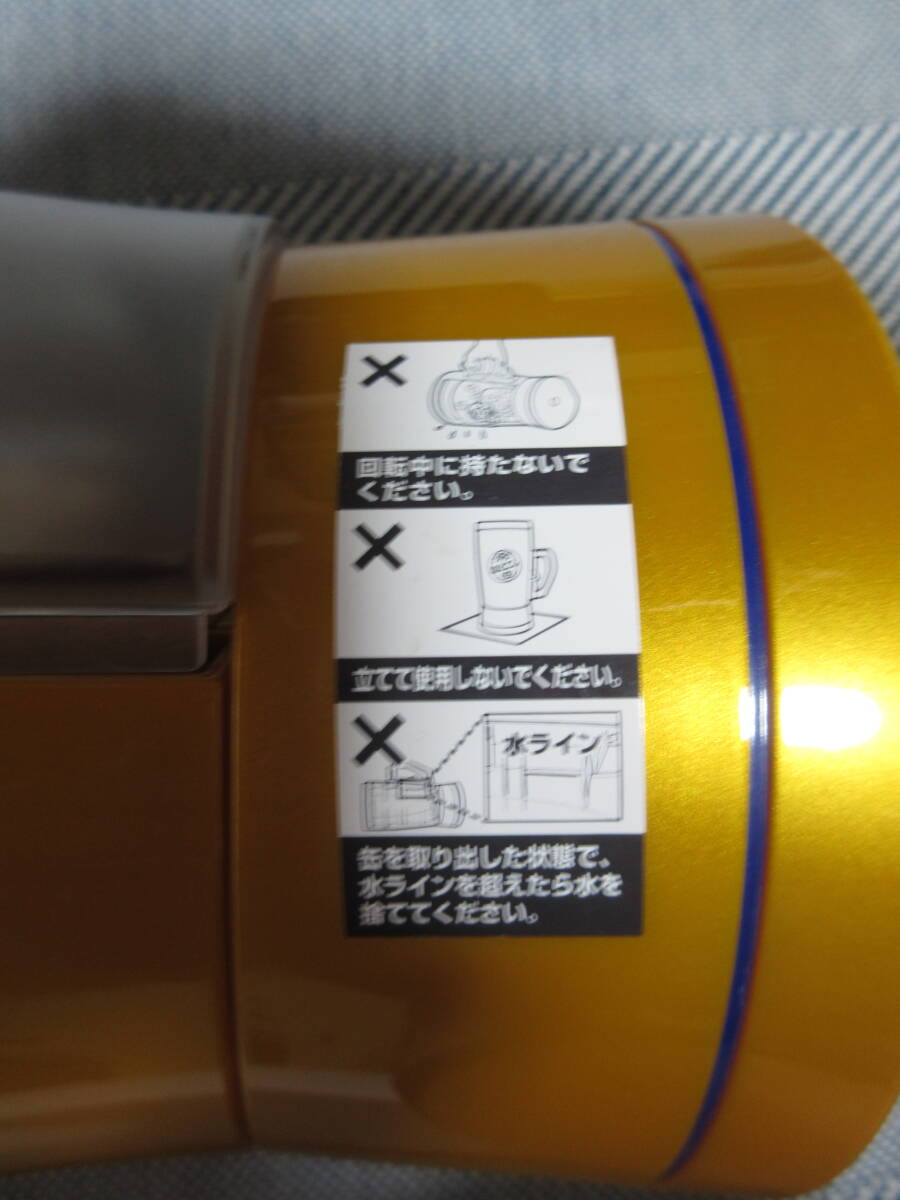 回転中に持たないで
ください。
立てて使用しないでください。
水ライン
缶を取り出した状態で、
水ラインを超えたら水を
捨ててください。